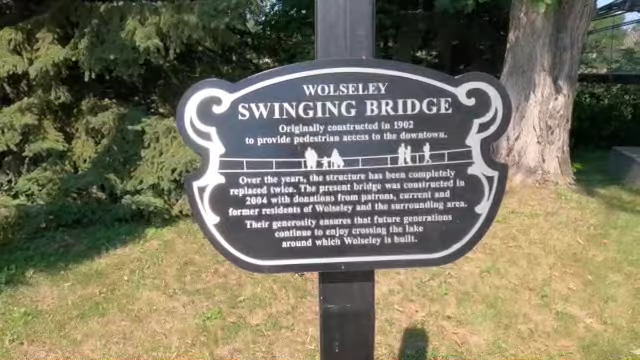 WOLSELEY
SWINGING BRIDGE
Originally constructed in 1902
to provide pedestrian access to the downtown.
Over the years, the structure has been completely
replaced twice. The present bridge was constructed in
2004 with donations from patrons, current and
former residents of Wolseley and the surrounding area.
Their generosity ensures that future generations
continue to enjoy crossing the lake
around which Wolseley is built.